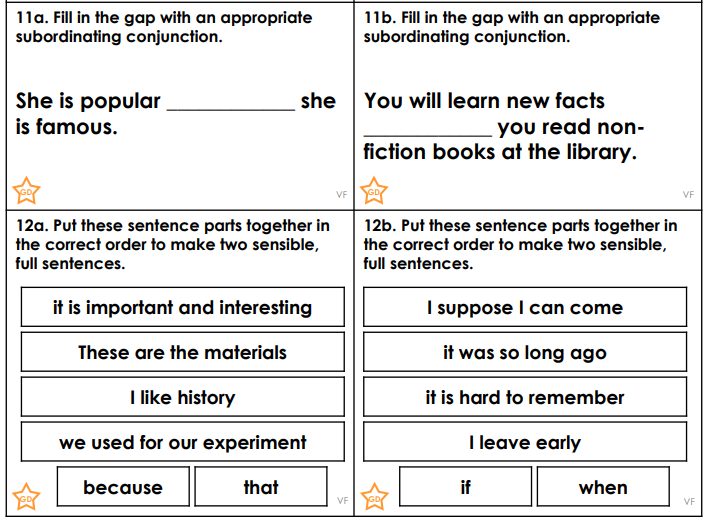 11a. Fill in the gap with an appropriate
subordinating conjunction.
She is popular ____________ she
is famous.
GD
VF
11b. Fill in the gap with an appropriate
subordinating conjunction.
You will learn new facts
____________ you read non-
fiction books at the library.
GD
VF
12a. Put these sentence parts together in
the correct order to make two sensible,
full sentences.
it is important and interesting
These are the materials
I like history
we used for our experiment
because that
GD
VF
12b. Put these sentence parts together in
the correct order to make two sensible,
full sentences.
I suppose I can come
it was so long ago
it is hard to remember
I leave early
if when
GD
VF